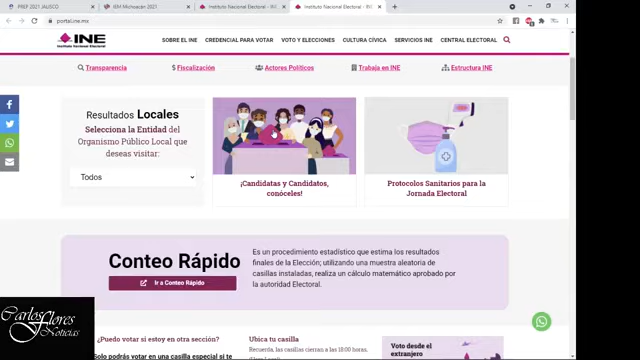 PREP 2021 JALISCO
IEM Michoacán 2021
Instituto Nacional Electoral - INE
Instituto Nacional Electoral - INE
portal.ine.mx
INE
Instituto Nacional Electoral
SOBRE EL INE
CREDENCIAL PARA VOTAR
VOTO Y ELECCIONES
CULTURA CÍVICA
SERVICIOS INE
CENTRAL ELECTORAL
Transparencia
Fiscalización
Actores Políticos
Trabaja en INE
Estructura INE
Resultados Locales
Selecciona la Entidad del
Organismo Público Local que
deseas visitar:
Todos
¡Candidatas y Candidatos,
conóceles!
Protocolos Sanitarios para la
Jornada Electoral
Conteo Rápido
Ir a Conteo Rápido
Es un procedimiento estadístico que estima los resultados
finales de la Elección; utilizando una muestra aleatoria de
casillas instaladas, realiza un cálculo matemático aprobado por
la autoridad Electoral.
Carlos
Flores
Noticias
¿Puedo votar si estoy en otra sección?
Solo podrás votar en una casilla especial si te
Ubica tu casilla
Recuerda, las casillas cierran a las 18:00 horas,
Voto desde el
extranjero